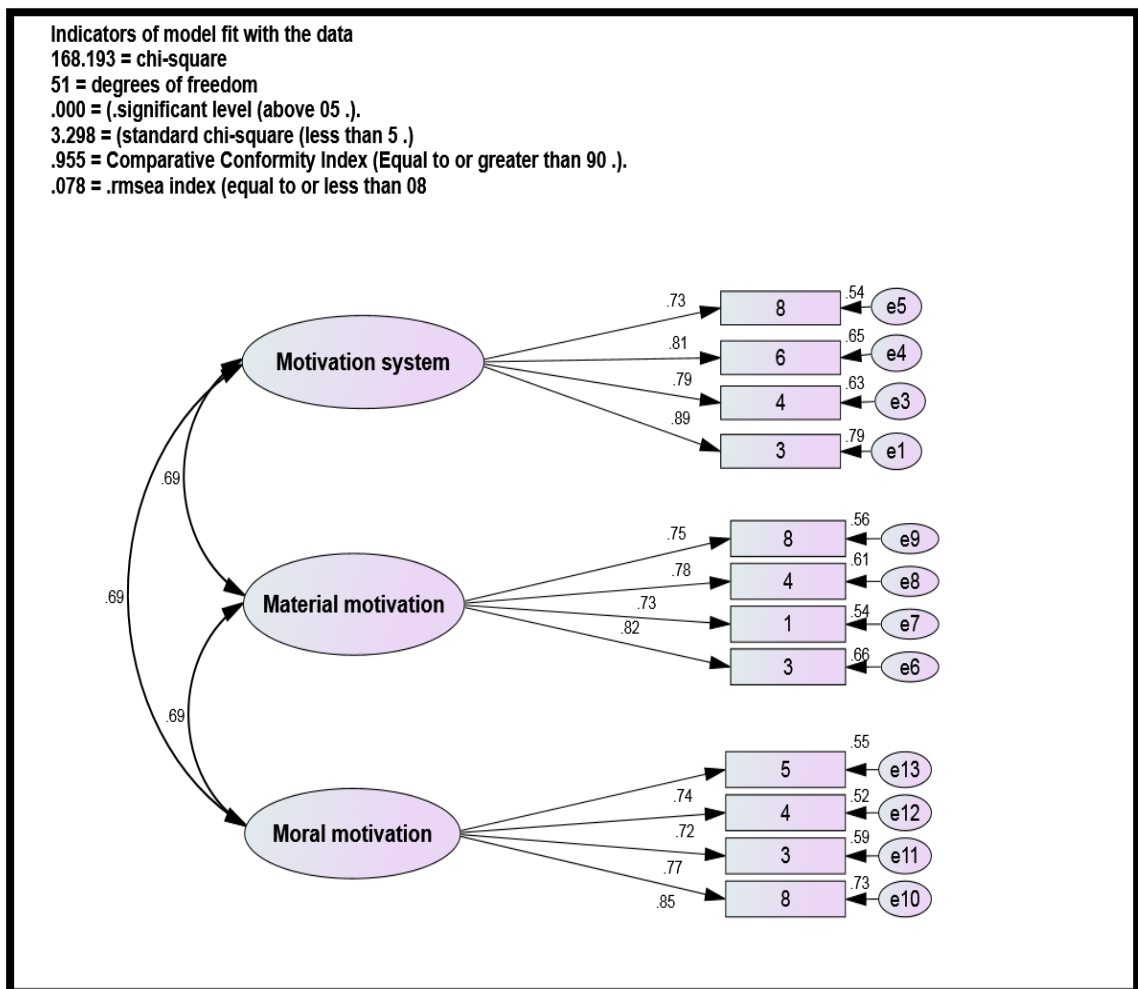 Indicators of model fit with the data
168.193 = chi-square
51 = degrees of freedom
.000 = (.significant level (above 05 .).
3.298 = (standard chi-square (less than 5 .)
.955 = Comparative Conformity Index (Equal to or greater than 90 .).
.078 = .rmsea index (equal to or less than 08
Motivation system
.73
8
.54
e5
.81
6
.65
e4
.79
4
.63
e3
.89
3
.79
e1
.69
.69
Material motivation
.75
8
.56
e9
.78
4
.61
e8
.73
1
.54
e7
.82
3
.66
e6
.69
Moral motivation
.74
5
.55
e13
.72
4
.52
e12
.77
3
.59
e11
.85
8
.73
e10